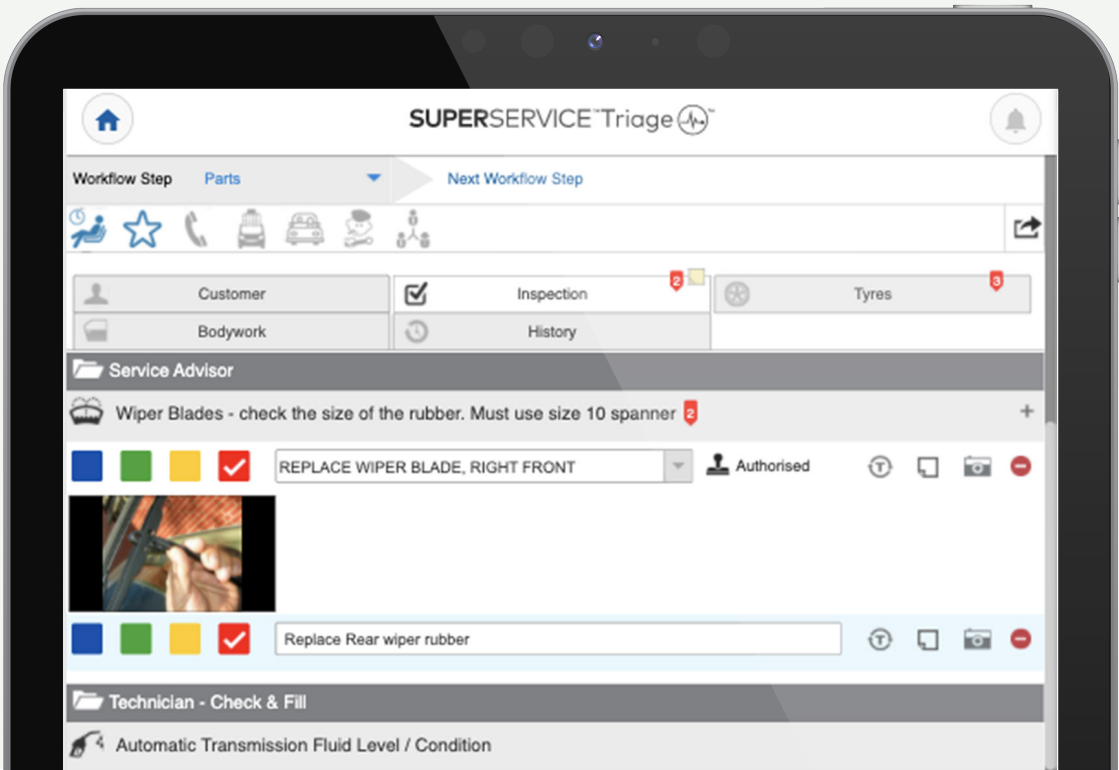 SUPERSERVICE™Triage™
Workflow Step Parts Next Workflow Step
Customer Inspection 2 Tyres 3
Bodywork History
Service Advisor
Wiper Blades - check the size of the rubber. Must use size 10 spanner 2 +
REPLACE WIPER BLADE, RIGHT FRONT Authorised T
Replace Rear wiper rubber T
Technician - Check & Fill
Automatic Transmission Fluid Level / Condition